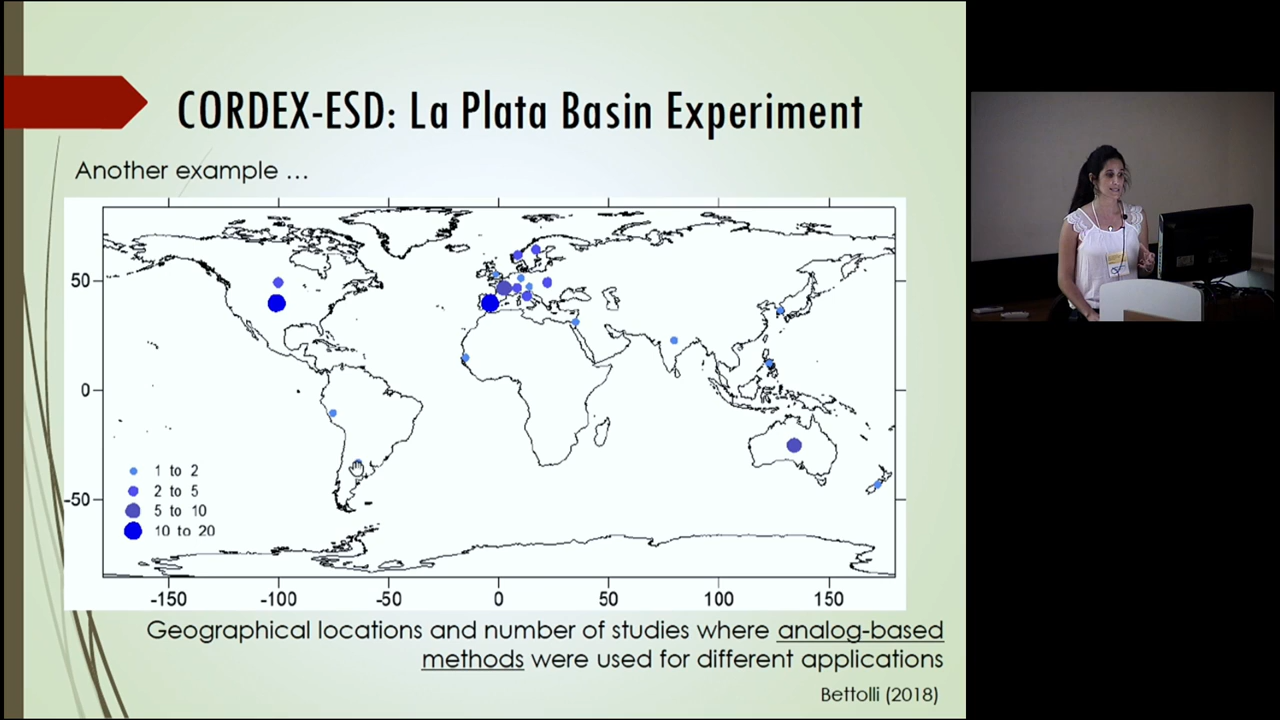 CORDEX-ESD: La Plata Basin Experiment
Another example ...
50
0
-50
1 to 2
2 to 5
5 to 10
10 to 20
-150 -100 -50 0 50 100 150
Geographical locations and number of studies where analog-based
methods were used for different applications
Bettolli (2018)